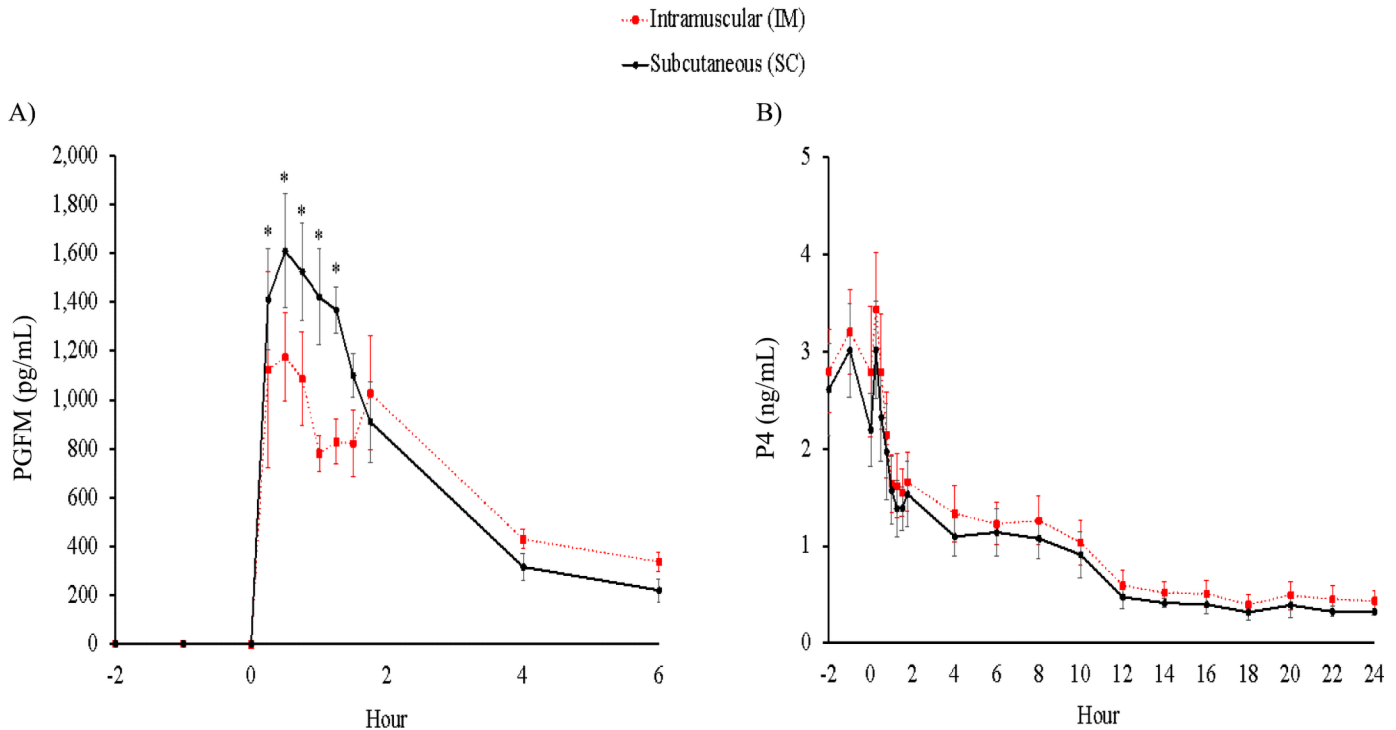 Intramuscular (IM)
Subcutaneous (SC)
A)
B)
PGFM (pg/mL)
2,000
1,800
1,600
1,400
1,200
1,000
800
600
400
200
0
* * * * *
-2 0 2 4 6
Hour
P4 (ng/mL)
5
4
3
2
1
0
-2 0 2 4 6 8 10 12 14 16 18 20 22 24
Hour